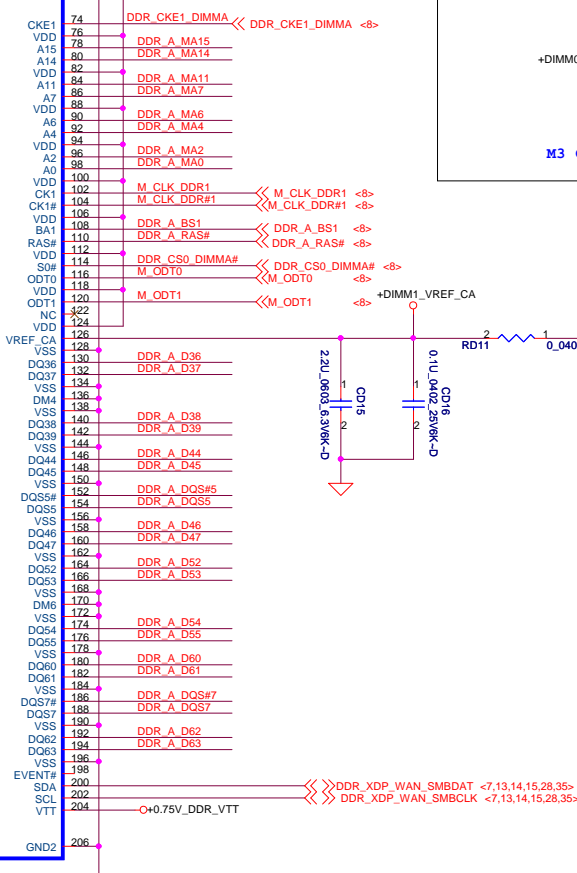 CKE1 74 DDR_CKE1_DIMMA DDR_CKE1_DIMMA <8>
VDD 76
A15 78 DDR_A_MA15
A14 80 DDR_A_MA14
VDD 82
A11 84 DDR_A_MA11
A7 86 DDR_A_MA7
VDD 88
A6 90 DDR_A_MA6
A4 92 DDR_A_MA4
VDD 94
A2 96 DDR_A_MA2
A0 98 DDR_A_MA0
VDD 100
CK1 102 M_CLK_DDR1 M_CLK_DDR1 <8>
CK1# 104 M_CLK_DDR#1 M_CLK_DDR#1 <8>
VDD 106
BA1 108 DDR_A_BS1 DDR_A_BS1 <8>
RAS# 110 DDR_A_RAS# DDR_A_RAS# <8>
VDD 112
S0# 114 DDR_CS0_DIMMA# DDR_CS0_DIMMA# <8>
ODT0 116 M_ODT0 M_ODT0 <8>
VDD 118
ODT1 120 M_ODT1 M_ODT1 <8>
NC 122
VDD 124
VREF_CA 126
VSS 128
DQ36 130 DDR_A_D36
DQ37 132 DDR_A_D37
VSS 134
DM4 136
VSS 138
DQ38 140 DDR_A_D38
DQ39 142 DDR_A_D39
VSS 144
DQ44 146 DDR_A_D44
DQ45 148 DDR_A_D45
VSS 150
DQS5# 152 DDR_A_DQS#5
DQS5 154 DDR_A_DQS5
VSS 156
DQ46 158 DDR_A_D46
DQ47 160 DDR_A_D47
VSS 162
DQ52 164 DDR_A_D52
DQ53 166 DDR_A_D53
VSS 168
DM6 170
VSS 172
DQ54 174 DDR_A_D54
DQ55 176 DDR_A_D55
VSS 178
DQ60 180 DDR_A_D60
DQ61 182 DDR_A_D61
VSS 184
DQS7# 186 DDR_A_DQS#7
DQS7 188 DDR_A_DQS7
VSS 190
DQ62 192 DDR_A_D62
DQ63 194 DDR_A_D63
VSS 196
EVENT# 198
SDA 200 DDR_XDP_WAN_SMBDAT <7,13,14,15,28,35>
SCL 202 DDR_XDP_WAN_SMBCLK <7,13,14,15,28,35>
VTT 204 +0.75V_DDR_VTT
GND2 206
+DIMM1_VREF_CA
RD11 2 1 0_040
2.2U_0603_6.3V6K~D
1 2
CD15
0.1U_0402_25V6K~D
1 2
CD16
M3